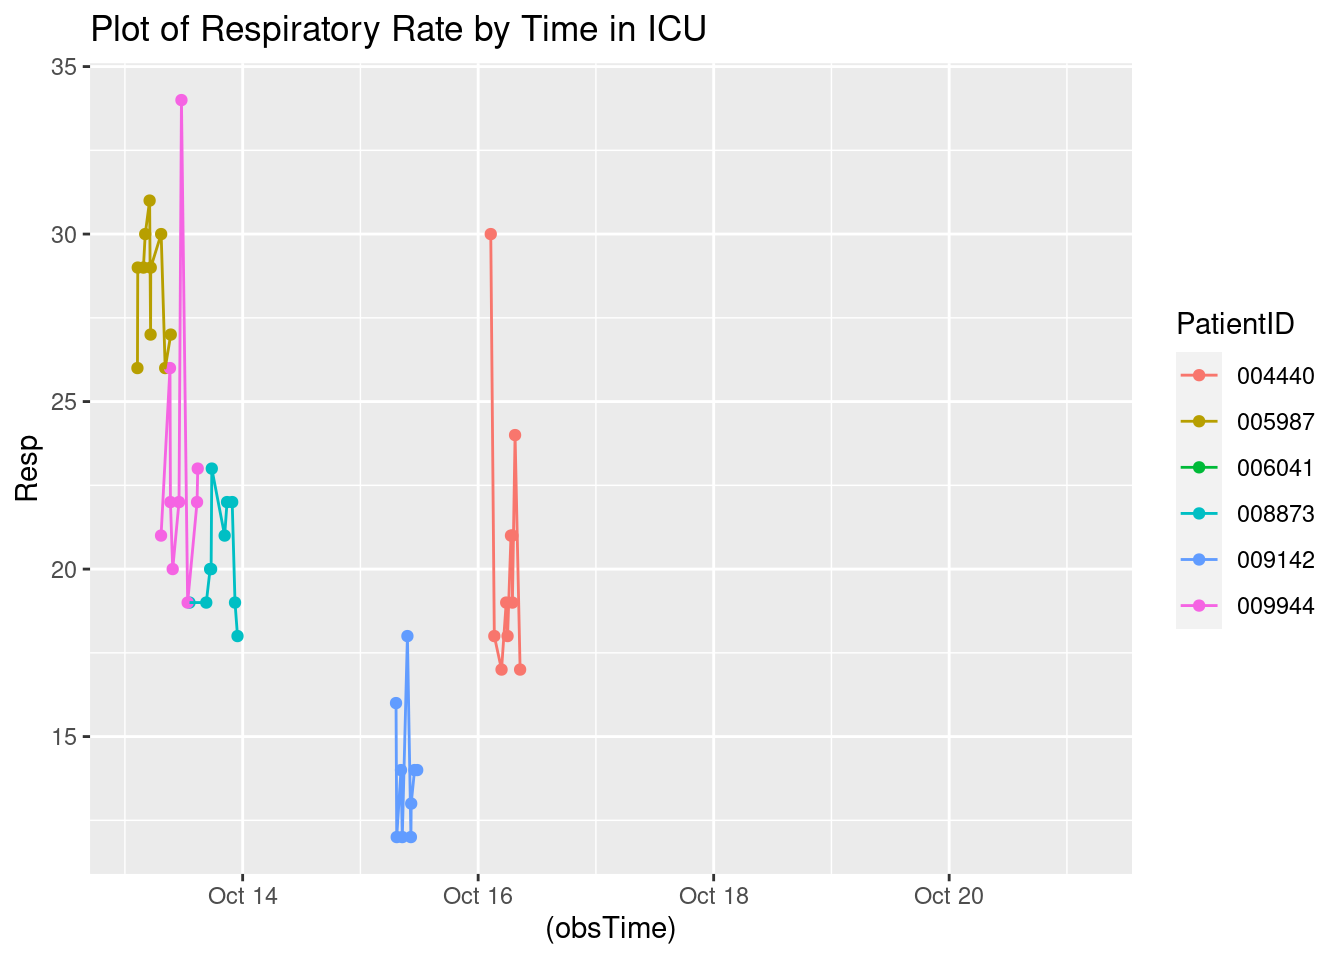 Plot of Respiratory Rate by Time in ICU
35
30
25
20
15
Resp
Oct 14
Oct 16
Oct 18
Oct 20
(obsTime)
PatientID
004440
005987
006041
008873
009142
009944